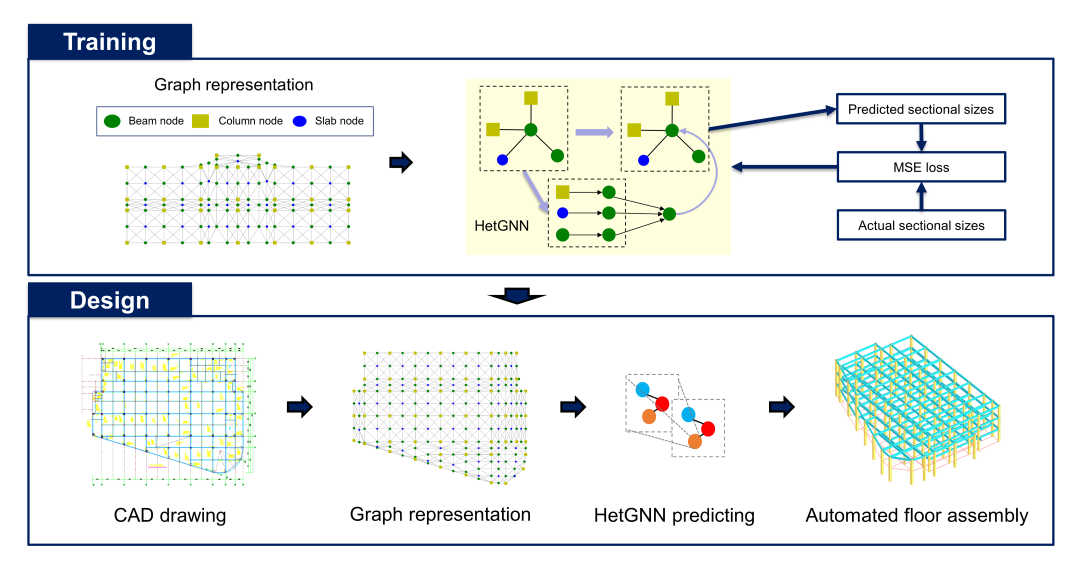 Training
Graph representation
Beam node
Column node
Slab node
HetGNN
Predicted sectional sizes
MSE loss
Actual sectional sizes
Design
CAD drawing
Graph representation
HetGNN predicting
Automated floor assembly